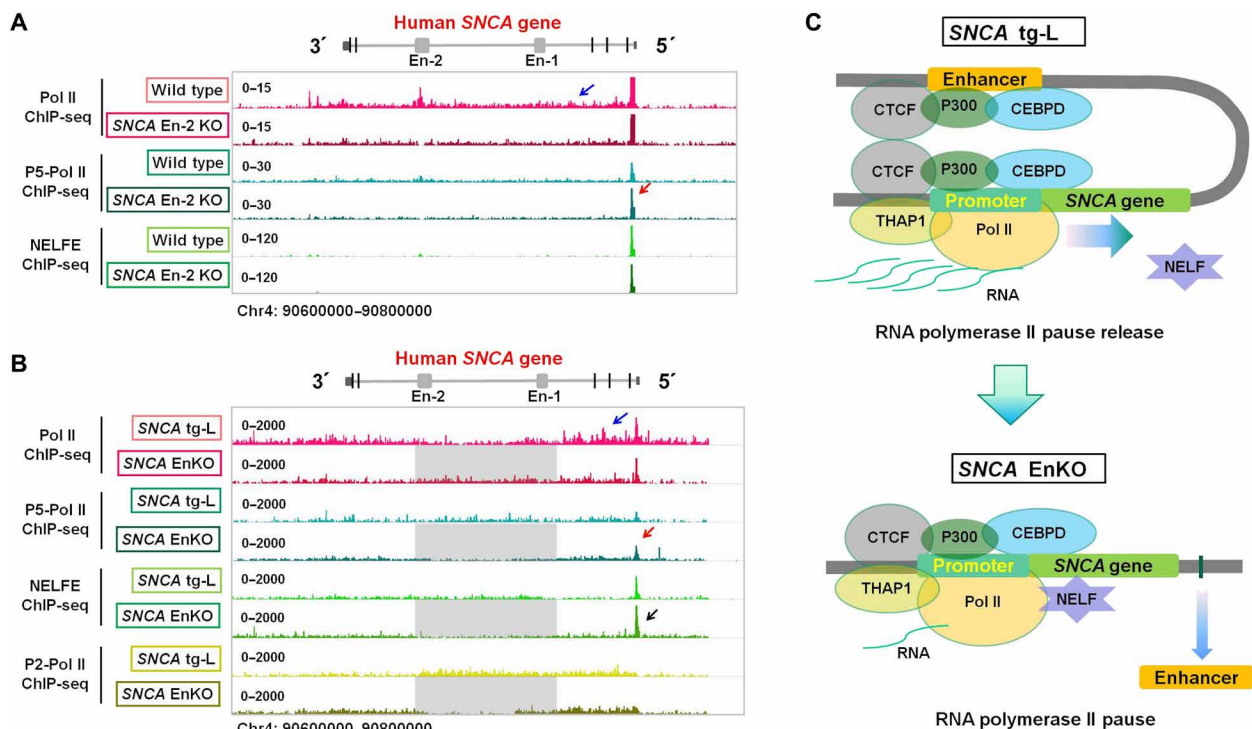 A
Human SNCA gene
3´ 5´
En-2 En-1
Pol II
ChIP-seq
Wild type
0–15
SNCA En-2 KO
0–15
P5-Pol II
ChIP-seq
Wild type
0–30
SNCA En-2 KO
0–30
NELFE
ChIP-seq
Wild type
0–120
SNCA En-2 KO
0–120
Chr4: 90600000–90800000
B
Human SNCA gene
3´ 5´
En-2 En-1
Pol II
ChIP-seq
SNCA tg-L
0–2000
SNCA EnKO
0–2000
P5-Pol II
ChIP-seq
SNCA tg-L
0–2000
SNCA EnKO
0–2000
NELFE
ChIP-seq
SNCA tg-L
0–2000
SNCA EnKO
0–2000
P2-Pol II
ChIP-seq
SNCA tg-L
0–2000
SNCA EnKO
0–2000
Chr4: 90600000–90800000
C
SNCA tg-L
Enhancer
CTCF P300 CEBPD
CTCF P300 CEBPD
Promoter SNCA gene
THAP1 Pol II
NELF
RNA
RNA polymerase II pause release
SNCA EnKO
CTCF P300 CEBPD
Promoter SNCA gene
THAP1 Pol II NELF
RNA
Enhancer
RNA polymerase II pause